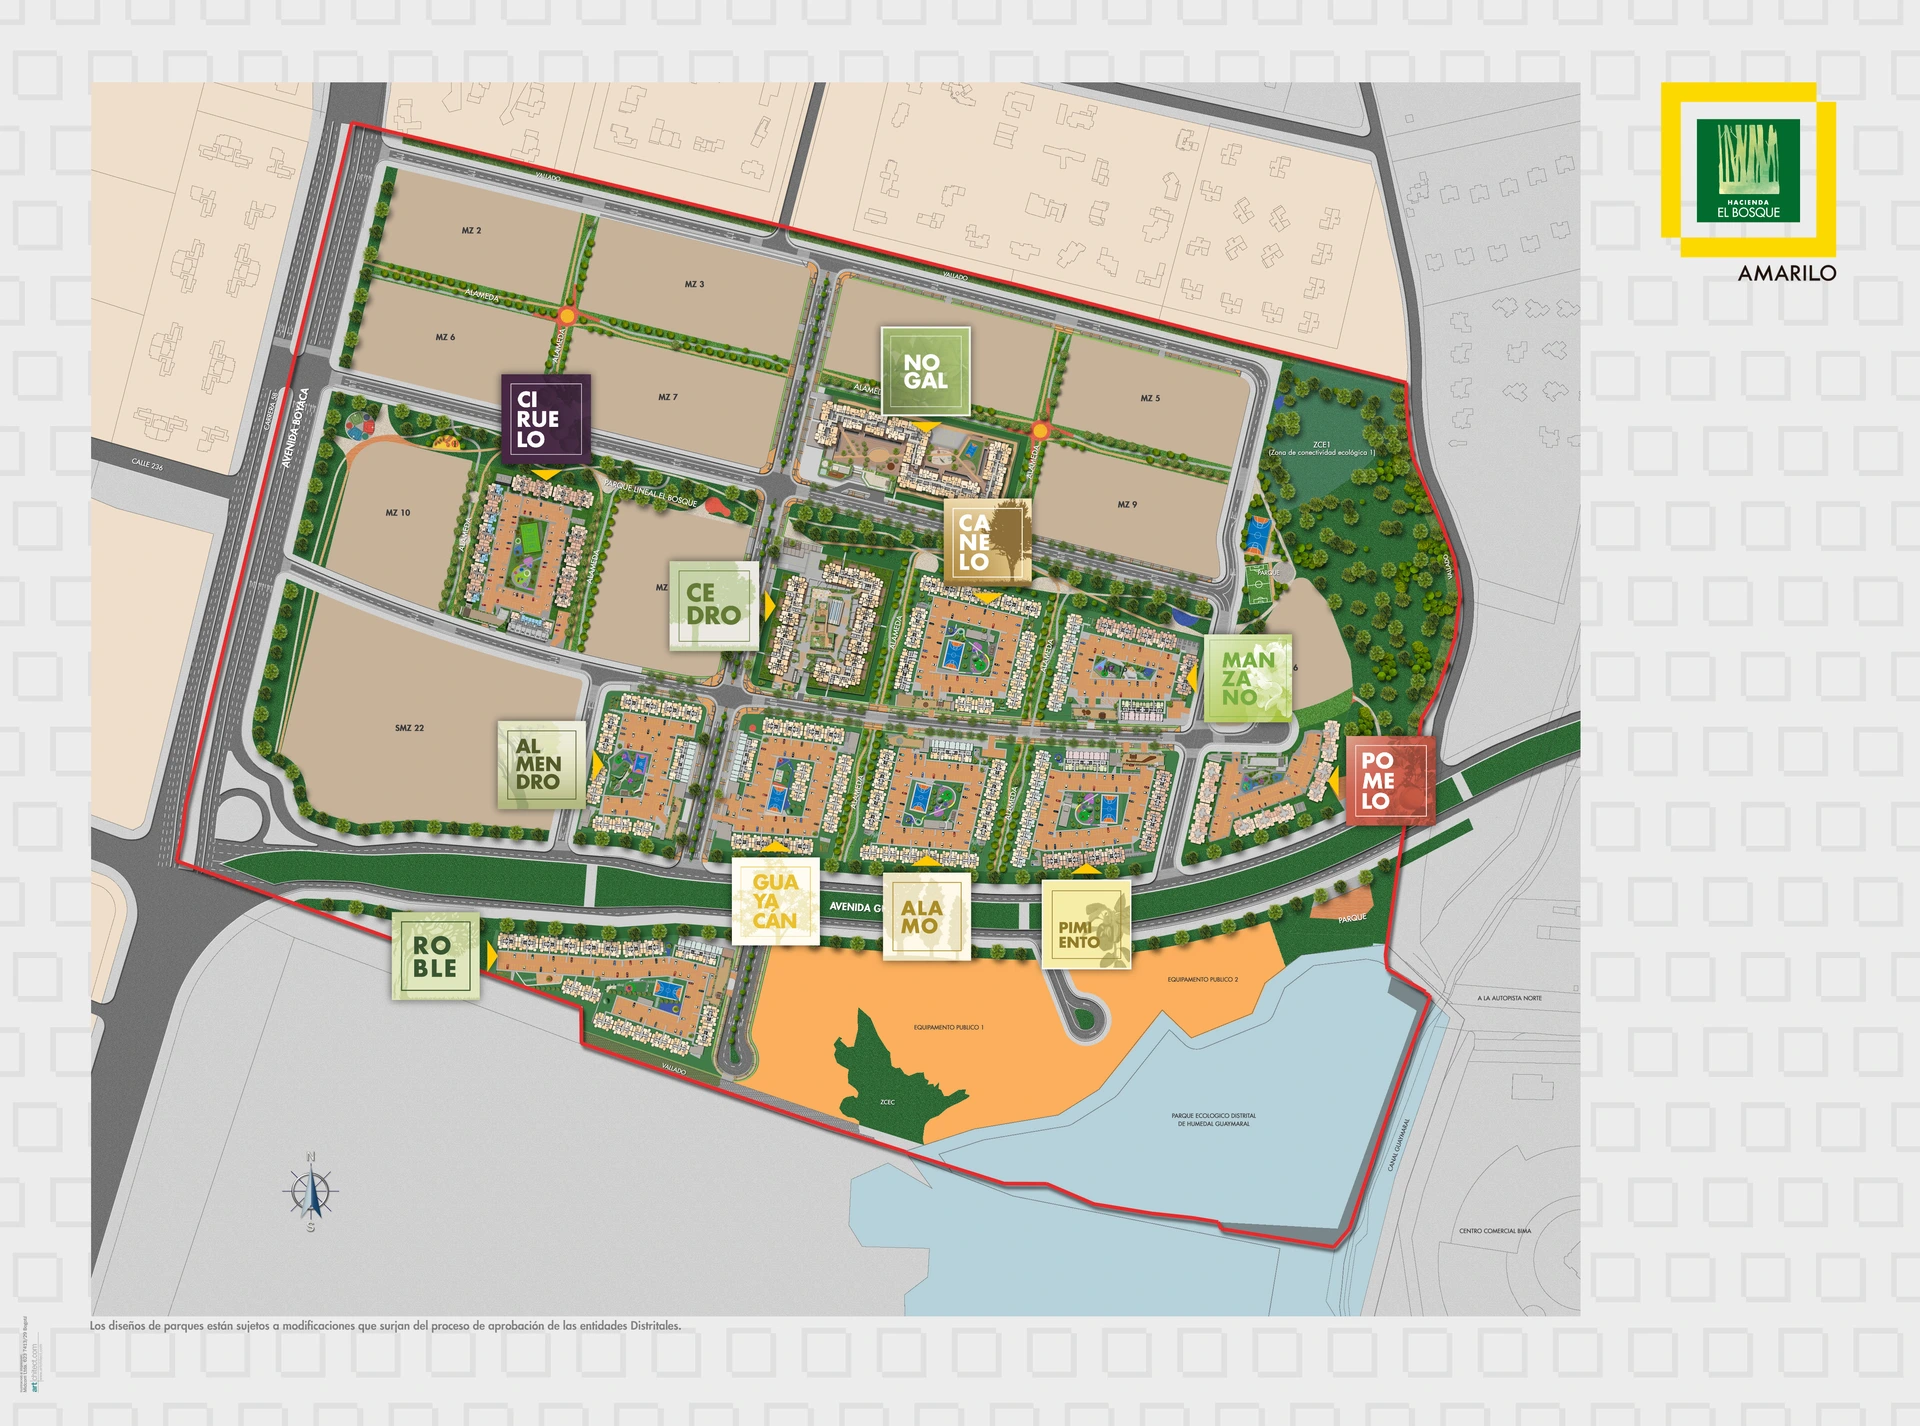 HACIENDA
EL BOSQUE
AMARILO
VALLADO
MZ 2
MZ 3
ALAMEDA
VALLADO
MZ 6
ALAMEDA
NO
GAL
MZ 7
MZ 5
CI
RUE
LO
CARRERA 58
AVENIDA BOYACA
CALLE 236
ZCE1
(Zona de conectividad ecológica 1)
ALAMEDA
MZ 10
PARQUE LINEAL EL BOSQUE
MZ 9
CA
NE
LO
ALAMEDA
ALAMEDA
VALLADO
PARQUE
MZ
CE
DRO
ALAMEDA
ALAMEDA
MAN
ZA
NO
6
SMZ 22
AL
MEN
DRO
ALAMEDA
AMEDA
PO
ME
LO
GUA
YA
CÁN
AVENIDA GU
ALA
MO
PIMI
ENTO
PARQUE
RO
BLE
EQUIPAMENTO PUBLICO 2
EQUIPAMENTO PUBLICO 1
A LA AUTOPISTA NORTE
VALLADO
ZCEC
PARQUE ECOLOGICO DISTRITAL
DE HUMEDAL GUAYMARAL
CANAL GUAYMARAL
N
S
CENTRO COMERCIAL BIMA
Los diseños de parques están sujetos a modificaciones que surjan del proceso de aprobación de las entidades Distritales.